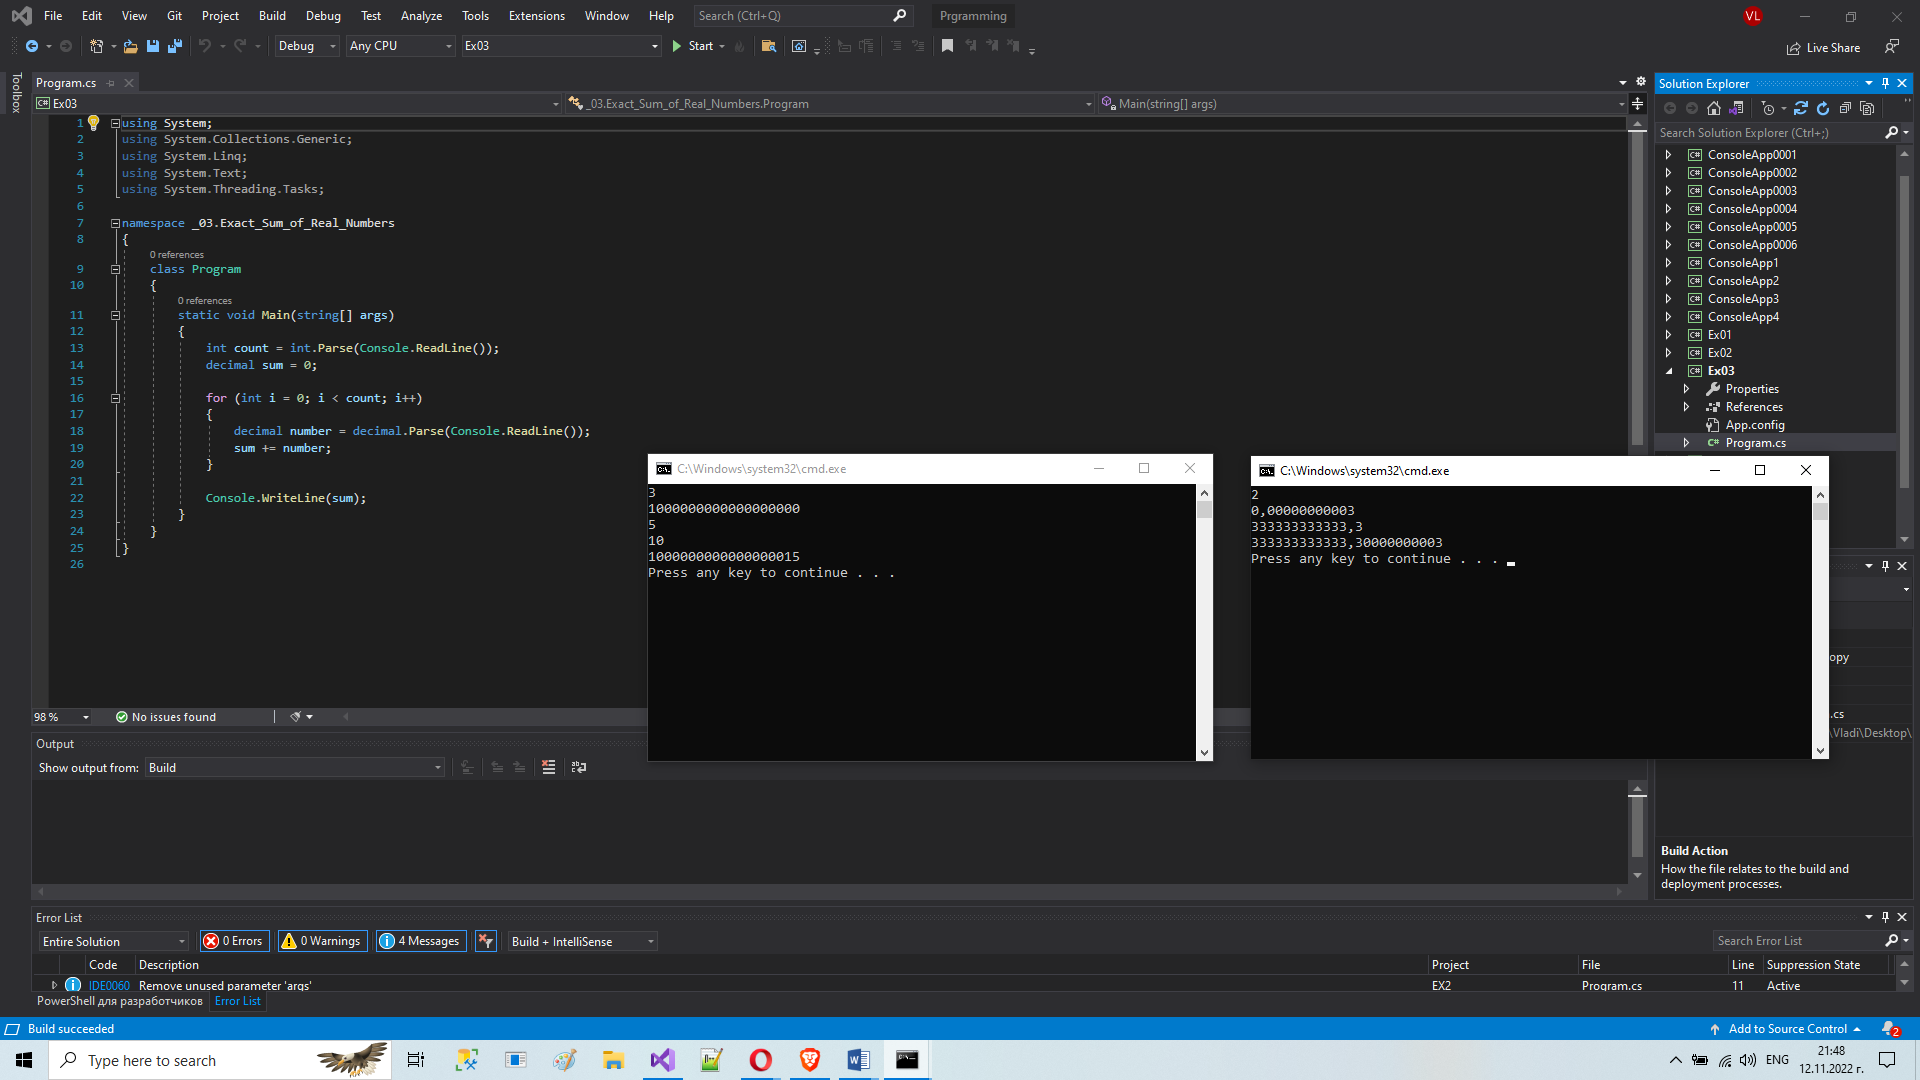 File Edit View Git Project Build Debug Test Analyze Tools Extensions Window Help Search (Ctrl+Q) Prgramming VL
Debug Any CPU Ex03 Start Live Share
Toolbox
Program.cs
Ex03 _03.Exact_Sum_of_Real_Numbers.Program Main(string[] args)
1 using System;
2 using System.Collections.Generic;
3 using System.Linq;
4 using System.Text;
5 using System.Threading.Tasks;
6
7 namespace _03.Exact_Sum_of_Real_Numbers
8 {
0 references
9 class Program
10 {
0 references
11 static void Main(string[] args)
12 {
13 int count = int.Parse(Console.ReadLine());
14 decimal sum = 0;
15
16 for (int i = 0; i < count; i++)
17 {
18 decimal number = decimal.Parse(Console.ReadLine());
19 sum += number;
20 }
21
22 Console.WriteLine(sum);
23 }
24 }
25 }
26
98 % No issues found
C:\Windows\system32\cmd.exe
3
1000000000000000000
5
10
1000000000000000015
Press any key to continue . . .
C:\Windows\system32\cmd.exe
2
0,00000000003
333333333333,3
333333333333,30000000003
Press any key to continue . . .
Solution Explorer
Search Solution Explorer (Ctrl+;)
ConsoleApp0001
ConsoleApp0002
ConsoleApp0003
ConsoleApp0004
ConsoleApp0005
ConsoleApp0006
ConsoleApp1
ConsoleApp2
ConsoleApp3
ConsoleApp4
Ex01
Ex02
Ex03
Properties
References
App.config
Program.cs
opy
.cs
\Vladi\Desktop\
Build Action
How the file relates to the build and
deployment processes.
Output
Show output from: Build
Error List
Entire Solution 0 Errors 0 Warnings 4 Messages Build + IntelliSense Search Error List
Code Description Project File Line Suppression State
IDE0060 Remove unused parameter 'args' EX2 Program.cs 11 Active
PowerShell для разработчиков Error List
Build succeeded Add to Source Control 2
Type here to search ENG 21:48
12.11.2022 г.